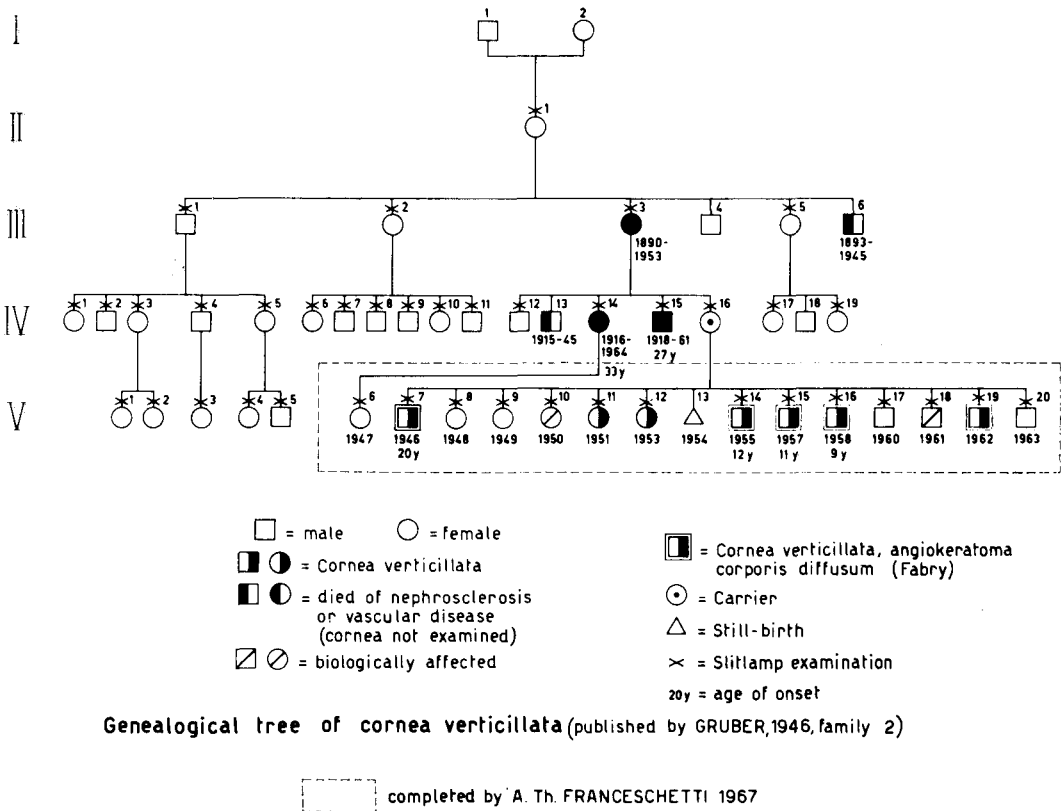 I
1 2
II
1
III
1 2 3 4 5 6
1890-
1953
1893-
1945
IV
1 2 3 4 5 6 7 8 9 10 11 12 13 14 15 16 17 18 19
1915-45 1916-
1964
1918-61
27 y
33 y
V
1 2 3 4 5 6 7 8 9 10 11 12 13 14 15 16 17 18 19 20
1947 1946 1948 1949 1950 1951 1953 1954 1955 1957 1958 1960 1961 1962 1963
20 y 12 y 11 y 9 y
= male = female
= Cornea verticillata
= died of nephrosclerosis
or vascular disease
(cornea not examined)
= biologically affected
= Cornea verticillata, angiokeratoma
corporis diffusum (Fabry)
= Carrier
= Still-birth
= Slitlamp examination
20y = age of onset
Genealogical tree of cornea verticillata (published by GRUBER, 1946, family 2)
completed by A. Th. FRANCESCHETTI 1967